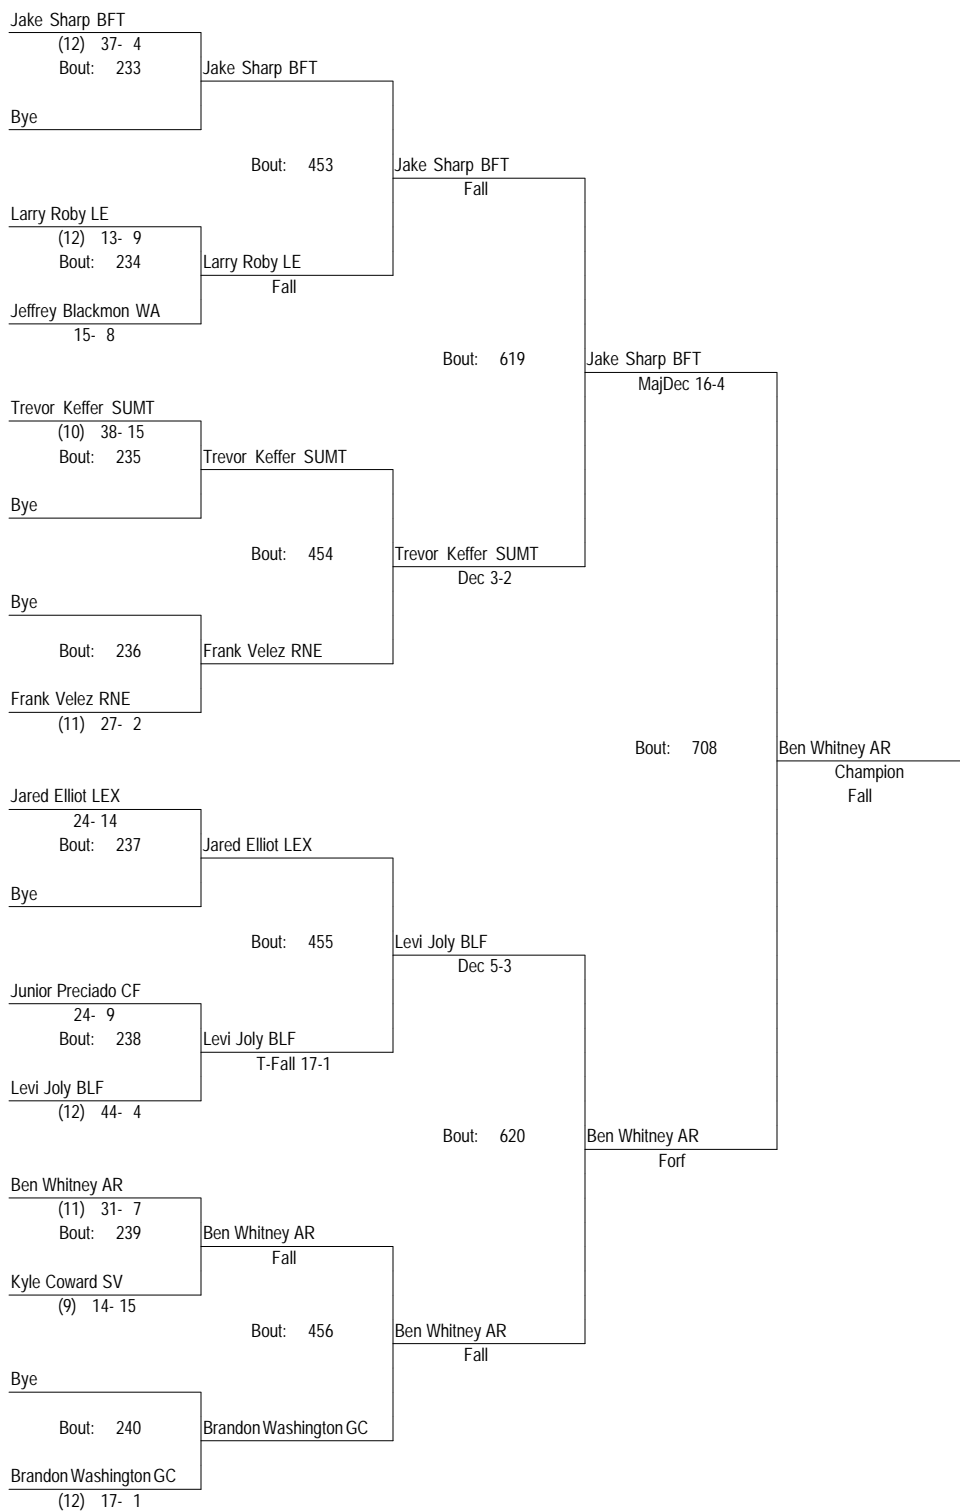 Jake Sharp BFT
(12) 37- 4
Bout: 233
Jake Sharp BFT
Bye
Bout: 453
Jake Sharp BFT
Fall
Larry Roby LE
(12) 13- 9
Bout: 234
Larry Roby LE
Fall
Jeffrey Blackmon WA
15- 8
Bout: 619
Jake Sharp BFT
MajDec 16-4
Trevor Keffer SUMT
(10) 38- 15
Bout: 235
Trevor Keffer SUMT
Bye
Bout: 454
Trevor Keffer SUMT
Dec 3-2
Bye
Bout: 236
Frank Velez RNE
Frank Velez RNE
(11) 27- 2
Bout: 708
Ben Whitney AR
Champion
Fall
Jared Elliot LEX
24- 14
Bout: 237
Jared Elliot LEX
Bye
Bout: 455
Levi Joly BLF
Dec 5-3
Junior Preciado CF
24- 9
Bout: 238
Levi Joly BLF
T-Fall 17-1
Levi Joly BLF
(12) 44- 4
Bout: 620
Ben Whitney AR
Forf
Ben Whitney AR
(11) 31- 7
Bout: 239
Ben Whitney AR
Fall
Kyle Coward SV
(9) 14- 15
Bout: 456
Ben Whitney AR
Fall
Bye
Bout: 240
Brandon Washington GC
Brandon Washington GC
(12) 17- 1